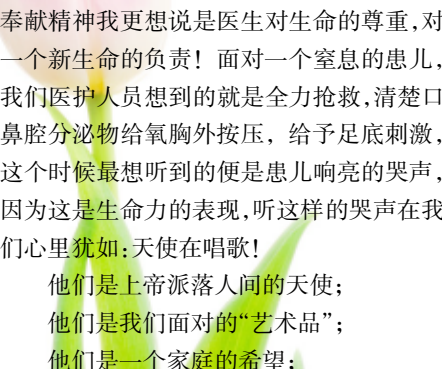 奉献精神我更想说是医生对生命的尊重,对
一个新生命的负责！面对一个窒息的患儿,
我们医护人员想到的就是全力抢救,清楚口
鼻腔分泌物给氧胸外按压，给予足底刺激,
这个时候最想听到的便是患儿响亮的哭声,
因为这是生命力的表现,听这样的哭声在我
们心里犹如:天使在唱歌！
他们是上帝派落人间的天使；
他们是我们面对的“艺术品”；
他们是一个家庭的希望；